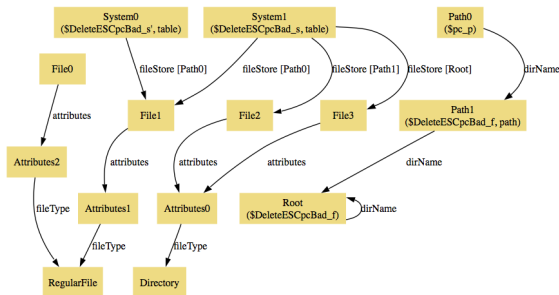 System0
($DeleteESCpcBad_s', table)
System1
($DeleteESCpcBad_s, table)
Path0
($pc_p)
File0
fileStore [Path0]
fileStore [Path0]
fileStore [Path1]
fileStore [Root]
dirName
attributes
File1
File2
File3
Path1
($DeleteESCpcBad_f, path)
Attributes2
attributes
attributes
attributes
dirName
fileType
Attributes1
Attributes0
Root
($DeleteESCpcBad_f)
dirName
fileType
fileType
RegularFile
Directory